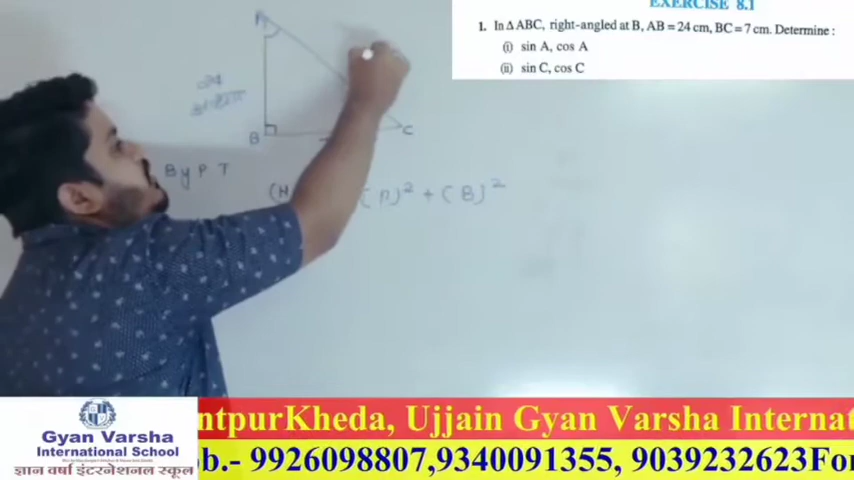 EXERCISE 8.1
1. In Δ ABC, right-angled at B, AB = 24 cm, BC = 7 cm. Determine :
(i) sin A, cos A
(ii) sin C, cos C
A
24
B
C
By P T
(H
(P)² + (B)²
Gyan Varsha
International School
ज्ञान वर्षा इंटरनेशनल स्कूल
ntpurKheda, Ujjain Gyan Varsha Internat
ob.- 9926098807,9340091355, 9039232623For